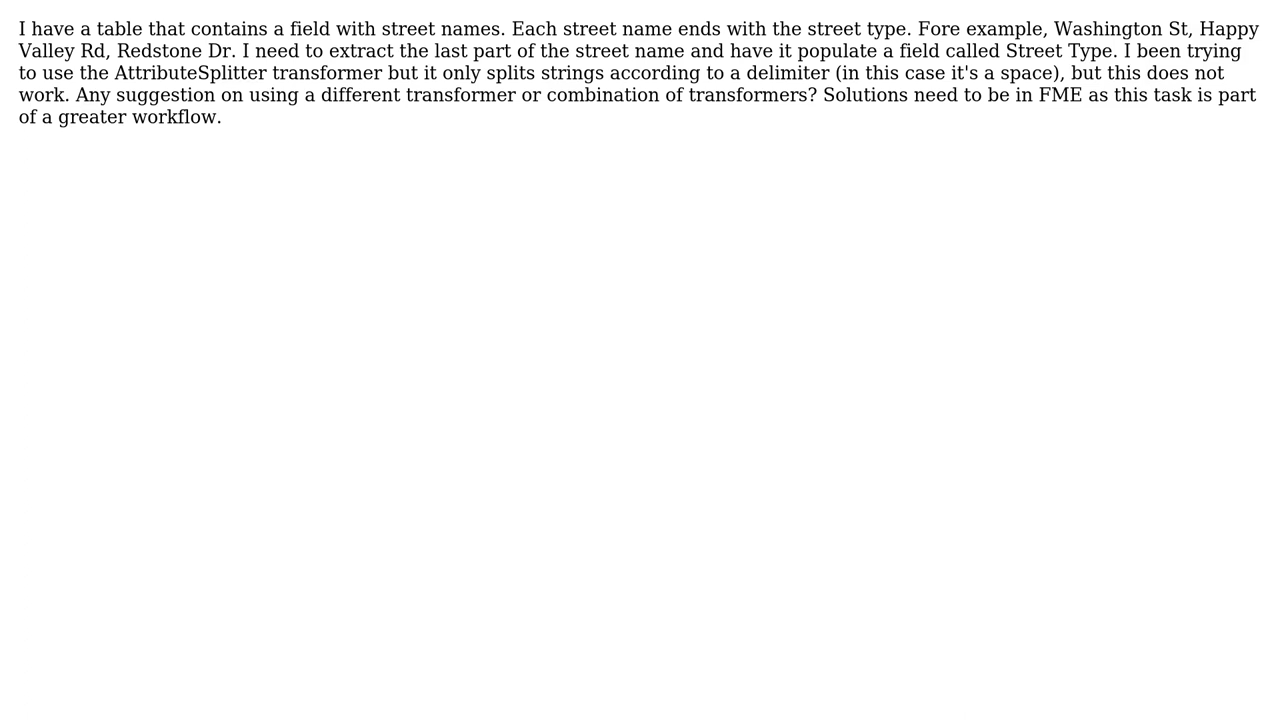 I have a table that contains a field with street names. Each street name ends with the street type. Fore example, Washington St, Happy
Valley Rd, Redstone Dr. I need to extract the last part of the street name and have it populate a field called Street Type. I been trying
to use the AttributeSplitter transformer but it only splits strings according to a delimiter (in this case it's a space), but this does not
work. Any suggestion on using a different transformer or combination of transformers? Solutions need to be in FME as this task is part
of a greater workflow.